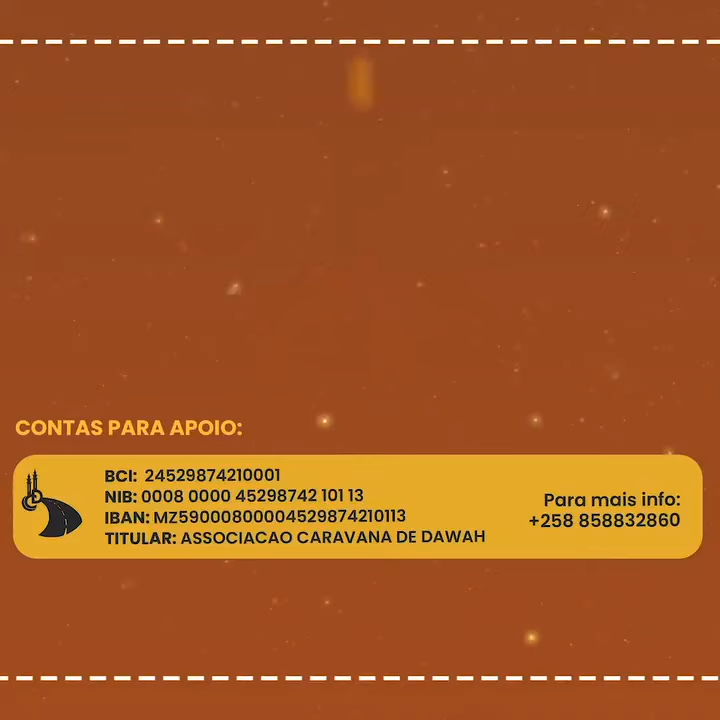 CONTAS PARA APOIO:
BCI: 24529874210001
NIB: 0008 0000 45298742 101 13
IBAN: MZ59000800004529874210113
TITULAR: ASSOCIACAO CARAVANA DE DAWAH
Para mais info:
+258 858832860